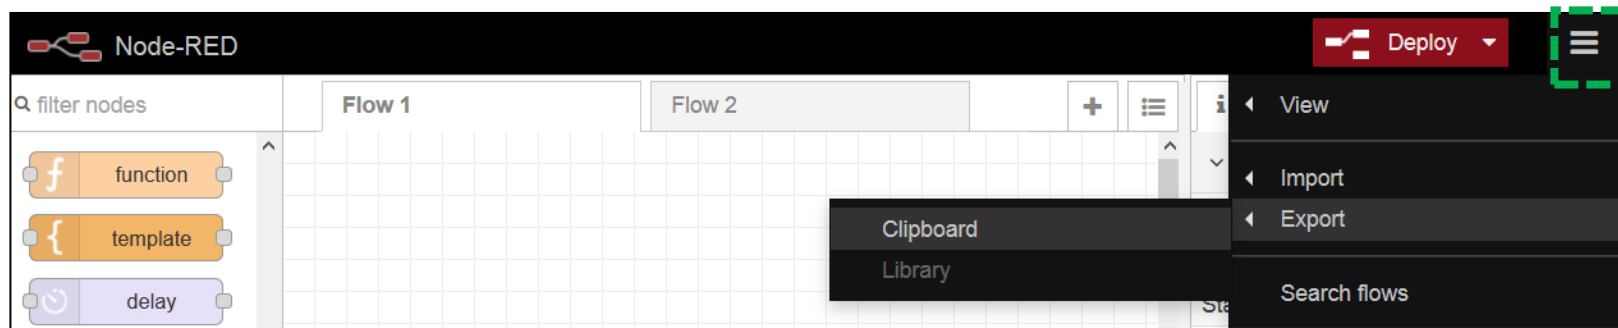 Node-RED
Deploy
filter nodes
Flow 1
Flow 2
View
function
Import
template
Clipboard
Export
Library
delay
Search flows